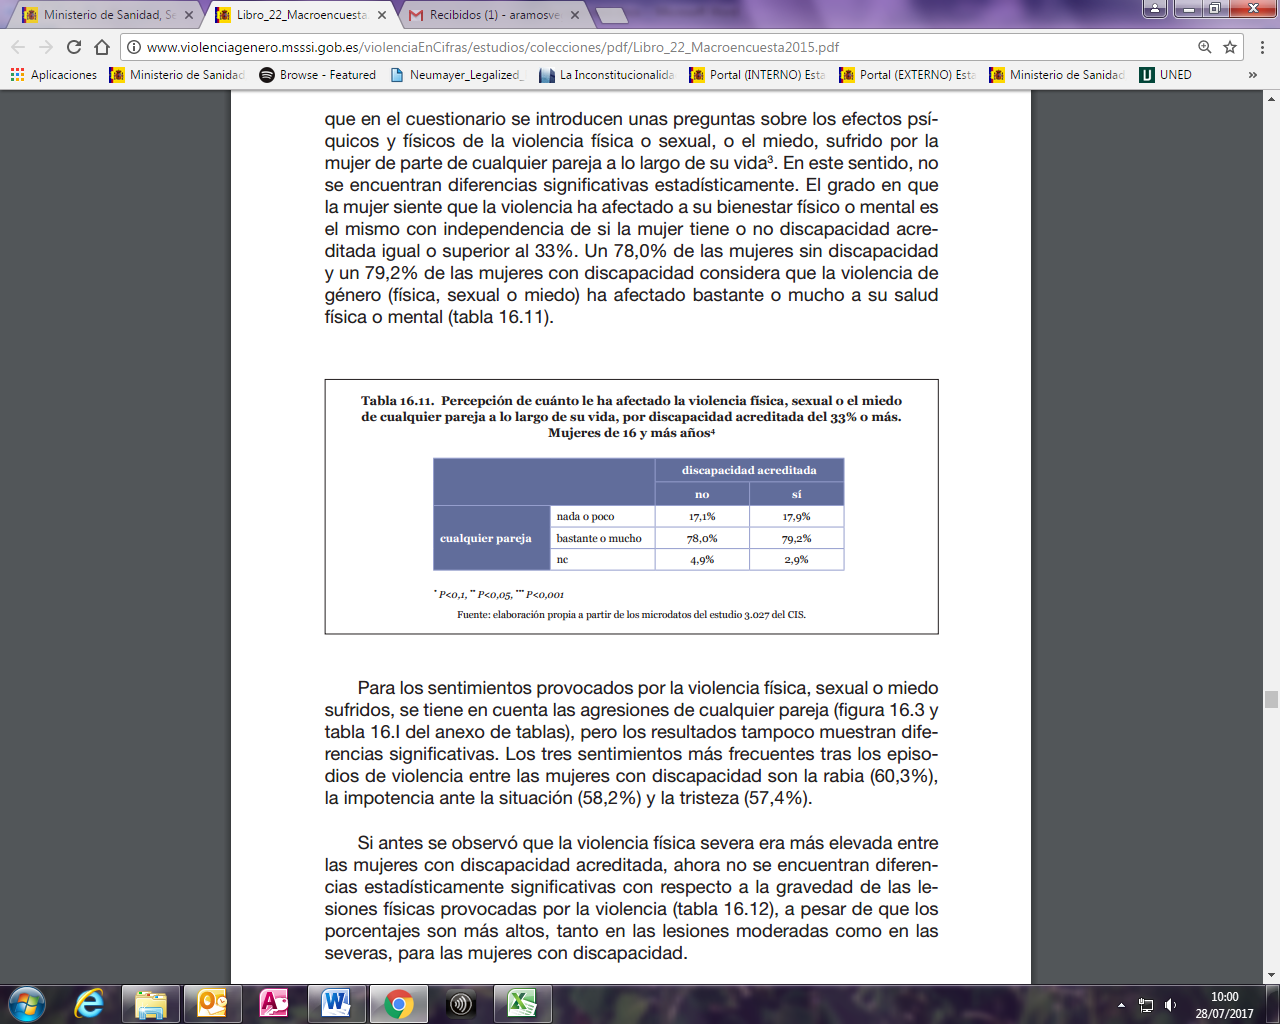 Ministerio de Sanidad, Se
Libro_22_Macroencuesta
Recibidos (1) - aramosve
www.violenciagenero.msssi.gob.es/violenciaEnCifras/estudios/colecciones/pdf/Libro_22_Macroencuesta2015.pdf
Aplicaciones Ministerio de Sanidad Browse - Featured Neumayer_Legalized_ La Inconstitucionalida Portal (INTERNO) Esta Portal (EXTERNO) Esta Ministerio de Sanidad UNED »
que en el cuestionario se introducen unas preguntas sobre los efectos psí-
quicos y físicos de la violencia física o sexual, o el miedo, sufrido por la
mujer de parte de cualquier pareja a lo largo de su vida³. En este sentido, no
se encuentran diferencias significativas estadísticamente. El grado en que
la mujer siente que la violencia ha afectado a su bienestar físico o mental es
el mismo con independencia de si la mujer tiene o no discapacidad acre-
ditada igual o superior al 33%. Un 78,0% de las mujeres sin discapacidad
y un 79,2% de las mujeres con discapacidad considera que la violencia de
género (física, sexual o miedo) ha afectado bastante o mucho a su salud
física o mental (tabla 16.11).
Tabla 16.11. Percepción de cuánto le ha afectado la violencia física, sexual o el miedo
de cualquier pareja a lo largo de su vida, por discapacidad acreditada del 33% o más.
Mujeres de 16 y más años⁴
discapacidad acreditada
no sí
nada o poco 17,1% 17,9%
cualquier pareja bastante o mucho 78,0% 79,2%
nc 4,9% 2,9%
* P<0,1, ** P<0,05, *** P<0,001
Fuente: elaboración propia a partir de los microdatos del estudio 3.027 del CIS.
Para los sentimientos provocados por la violencia física, sexual o miedo
sufridos, se tiene en cuenta las agresiones de cualquier pareja (figura 16.3 y
tabla 16.I del anexo de tablas), pero los resultados tampoco muestran dife-
rencias significativas. Los tres sentimientos más frecuentes tras los episo-
dios de violencia entre las mujeres con discapacidad son la rabia (60,3%),
la impotencia ante la situación (58,2%) y la tristeza (57,4%).
Si antes se observó que la violencia física severa era más elevada entre
las mujeres con discapacidad acreditada, ahora no se encuentran diferen-
cias estadísticamente significativas con respecto a la gravedad de las le-
siones físicas provocadas por la violencia (tabla 16.12), a pesar de que los
porcentajes son más altos, tanto en las lesiones moderadas como en las
severas, para las mujeres con discapacidad.
10:00
28/07/2017